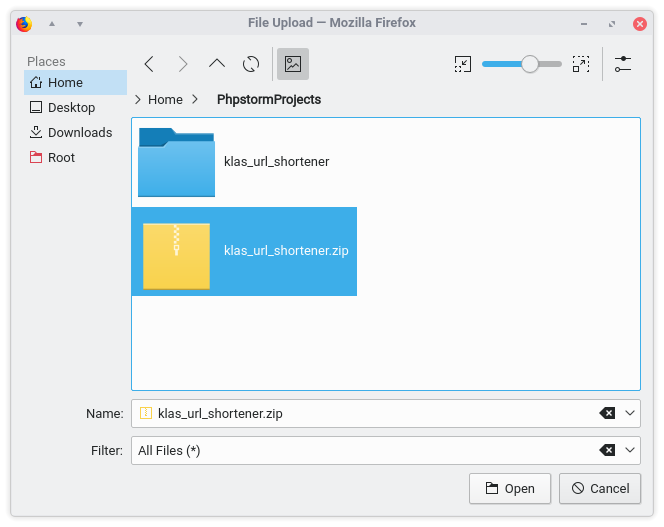 File Upload — Mozilla Firefox
Places
Home
Desktop
Downloads
Root
Home PhpstormProjects
klas_url_shortener
klas_url_shortener.zip
Name: klas_url_shortener.zip
Filter: All Files (*)
Open Cancel